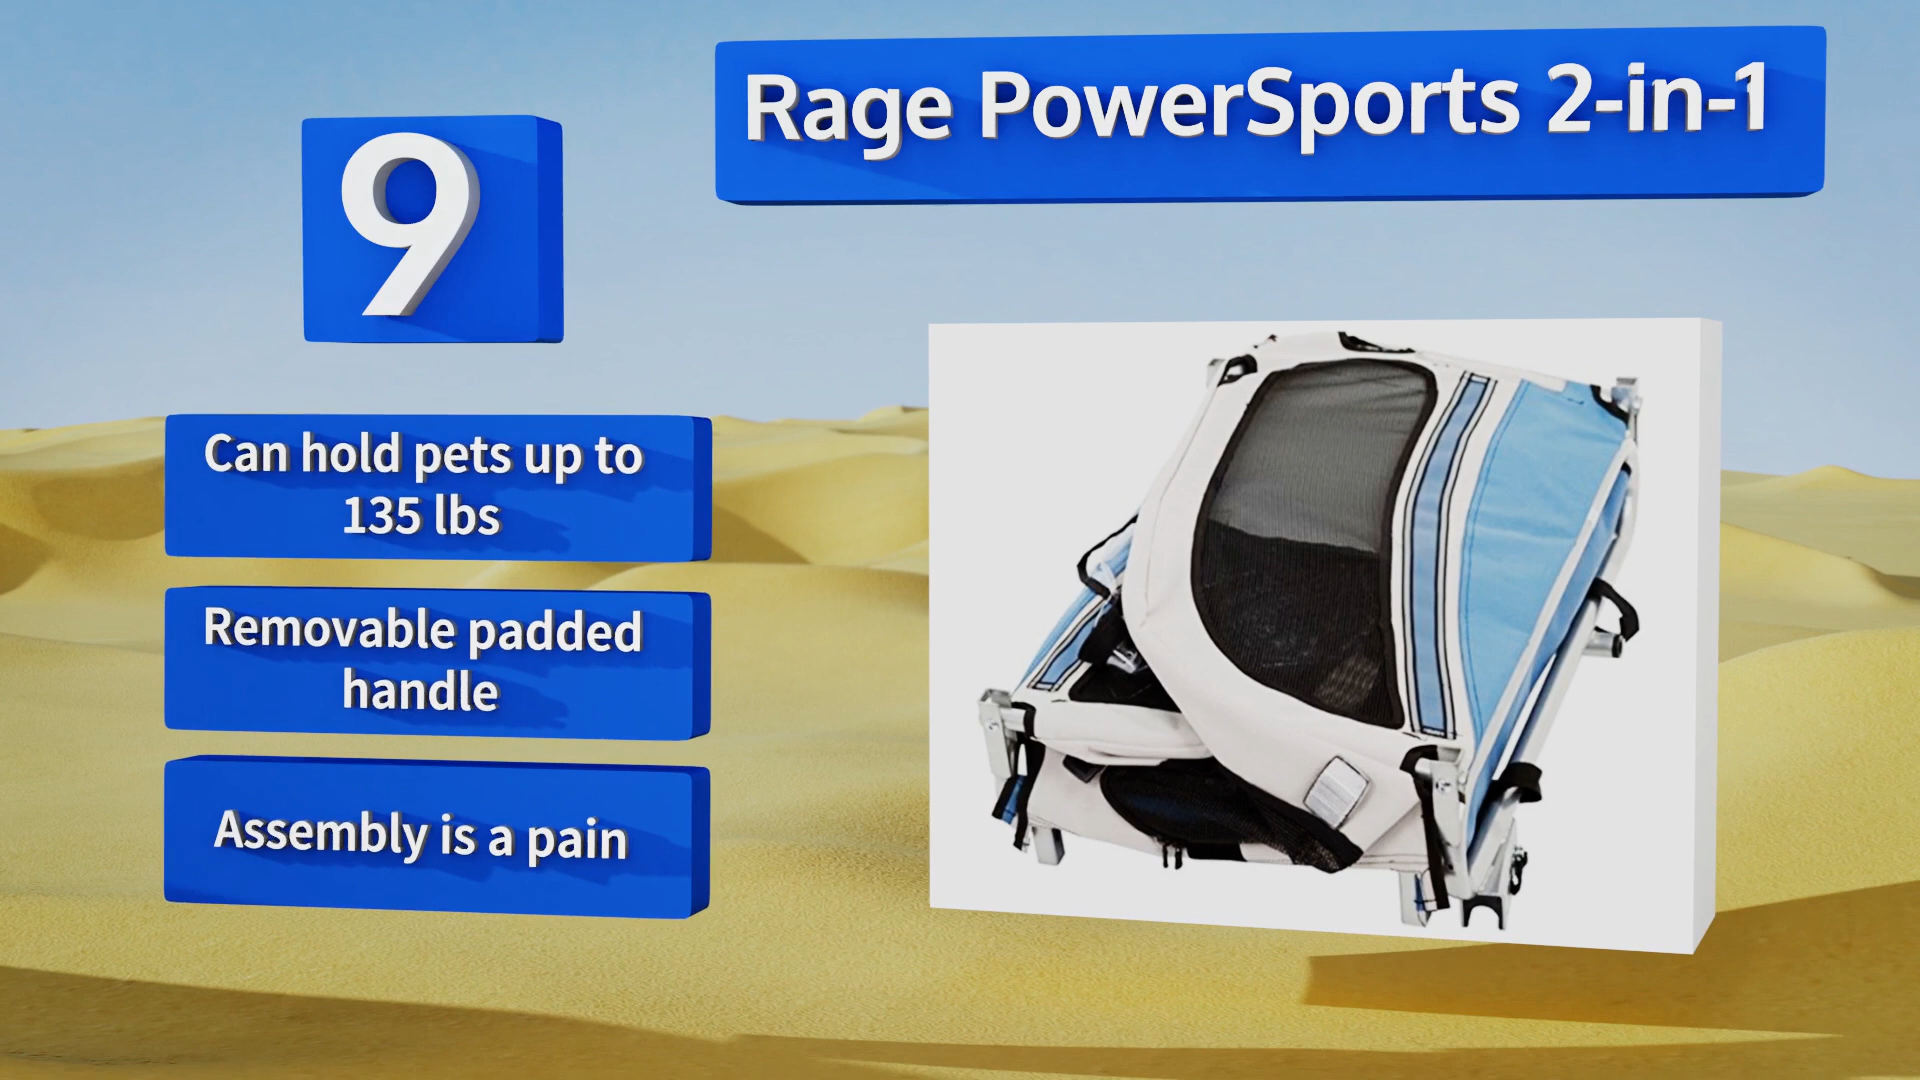 9
Rage PowerSports 2-in-1
Can hold pets up to
135 lbs
Removable padded
handle
Assembly is a pain